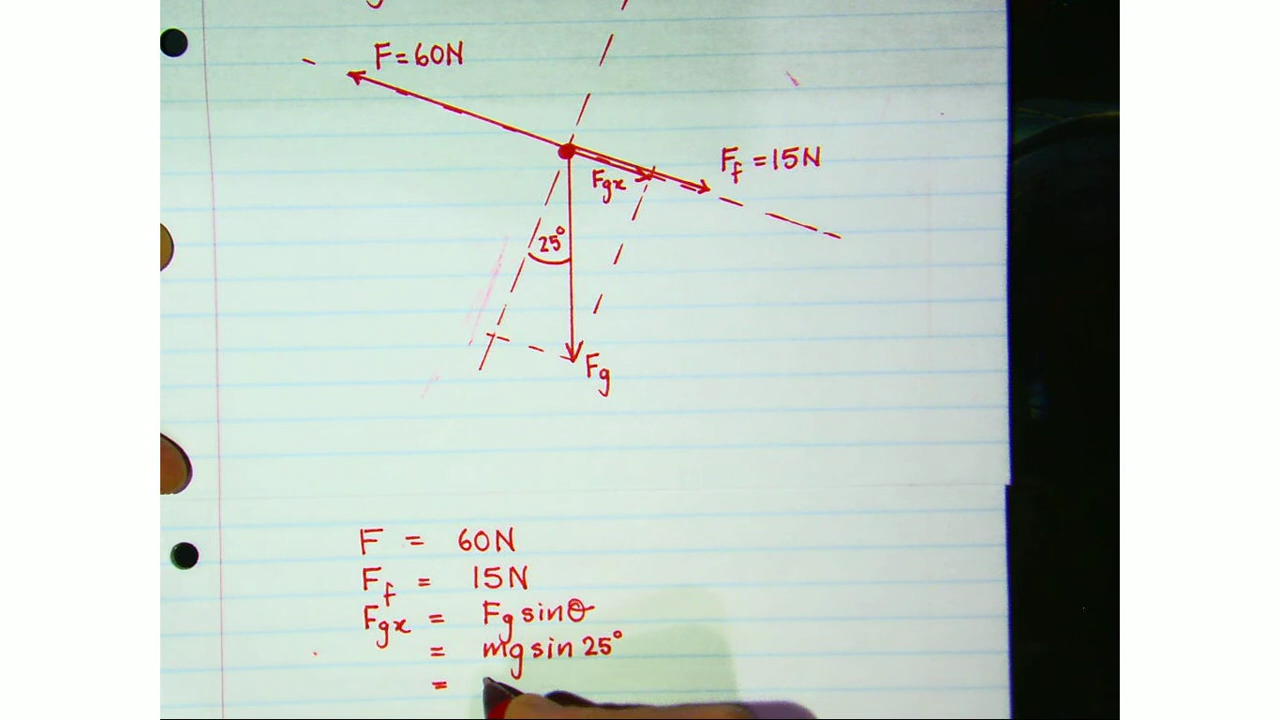 F=60N
Ff =15N
Fgx
25°
Fg
F = 60N
Ff = 15N
Fgx = Fg sinθ
= mg sin 25°
=